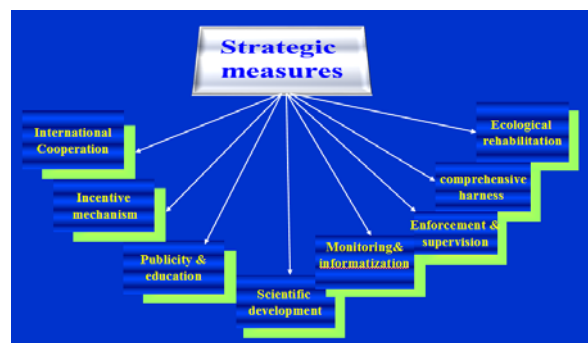 Strategic
measures
International
Cooperation
Incentive
mechanism
Publicity &
education
Scientific
development
Monitoring&
informatization
Enforcement &
supervision
comprehensive
harness
Ecological
rehabilitation